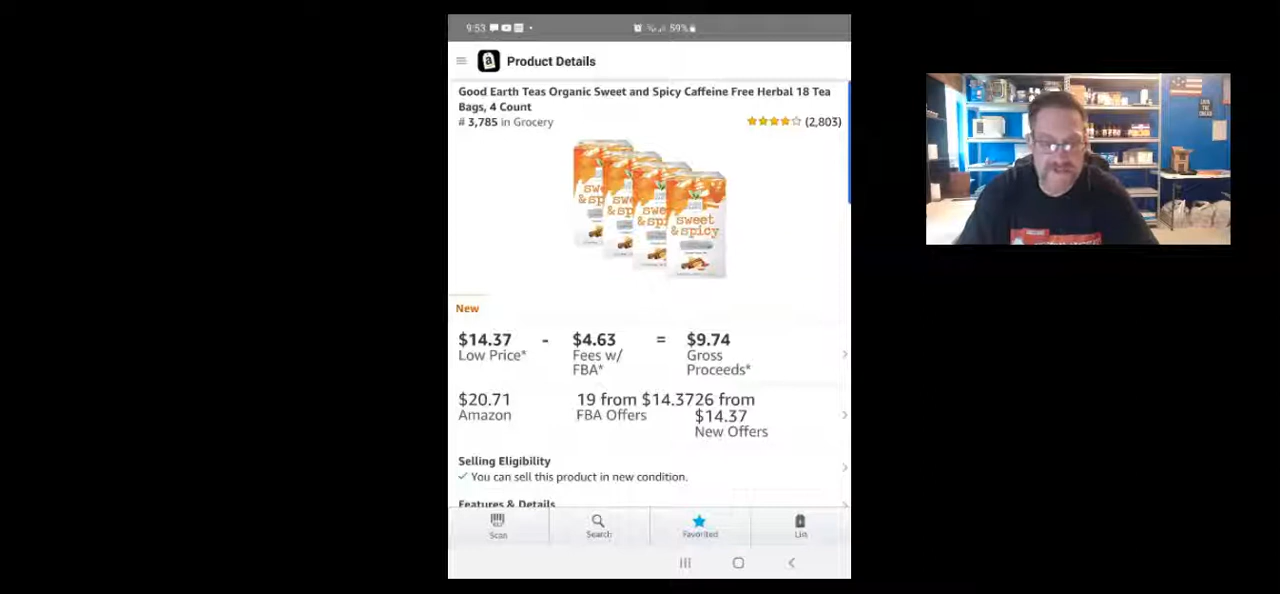 9:53
59%
Product Details
Good Earth Teas Organic Sweet and Spicy Caffeine Free Herbal 18 Tea
Bags, 4 Count
# 3,785 in Grocery
(2,803)
sweet
& spicy
New
$14.37 - $4.63 = $9.74
Low Price* Fees w/ Gross
FBA* Proceeds*
$20.71 19 from $14.3726 from
Amazon FBA Offers $14.37
New Offers
Selling Eligibility
You can sell this product in new condition.
Features & Details
Scan Search Favorited